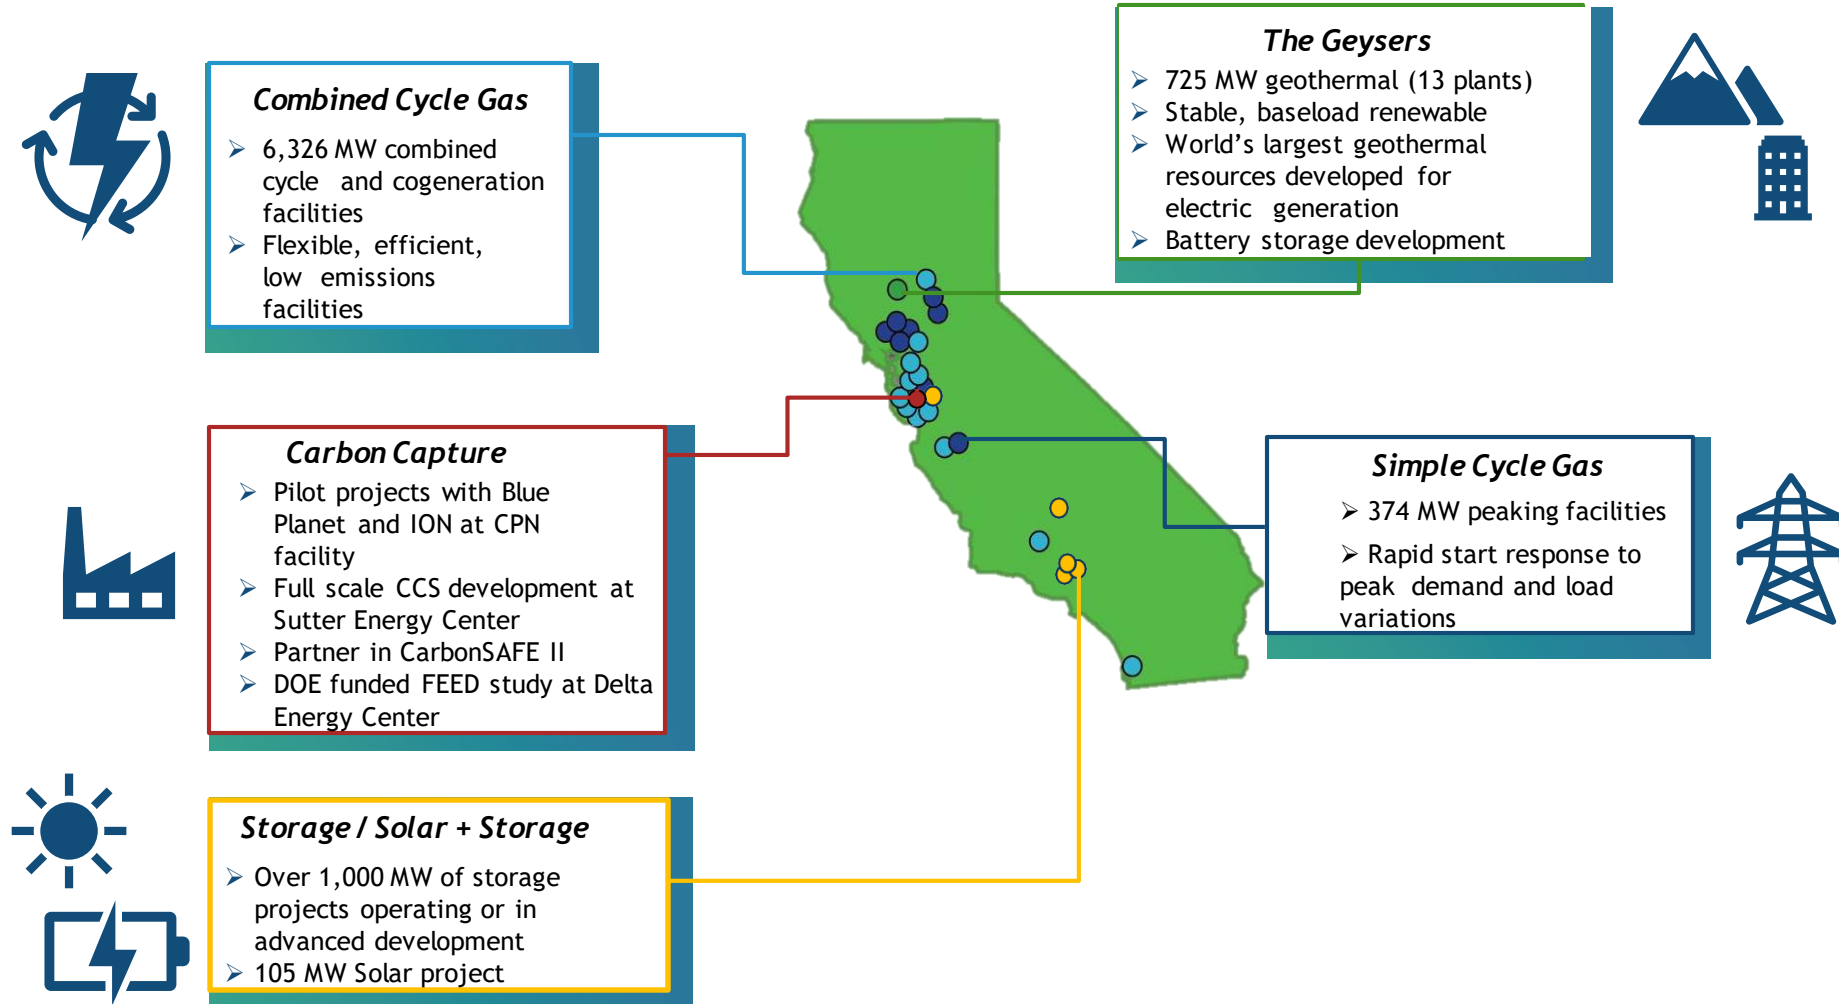 Combined Cycle Gas
➢ 6,326 MW combined
cycle and cogeneration
facilities
➢ Flexible, efficient,
low emissions
facilities
The Geysers
➢ 725 MW geothermal (13 plants)
➢ Stable, baseload renewable
➢ World’s largest geothermal
resources developed for
electric generation
➢ Battery storage development
Carbon Capture
➢ Pilot projects with Blue
Planet and ION at CPN
facility
➢ Full scale CCS development at
Sutter Energy Center
➢ Partner in CarbonSAFE II
➢ DOE funded FEED study at Delta
Energy Center
Simple Cycle Gas
➢ 374 MW peaking facilities
➢ Rapid start response to
peak demand and load
variations
Storage / Solar + Storage
➢ Over 1,000 MW of storage
projects operating or in
advanced development
➢ 105 MW Solar project